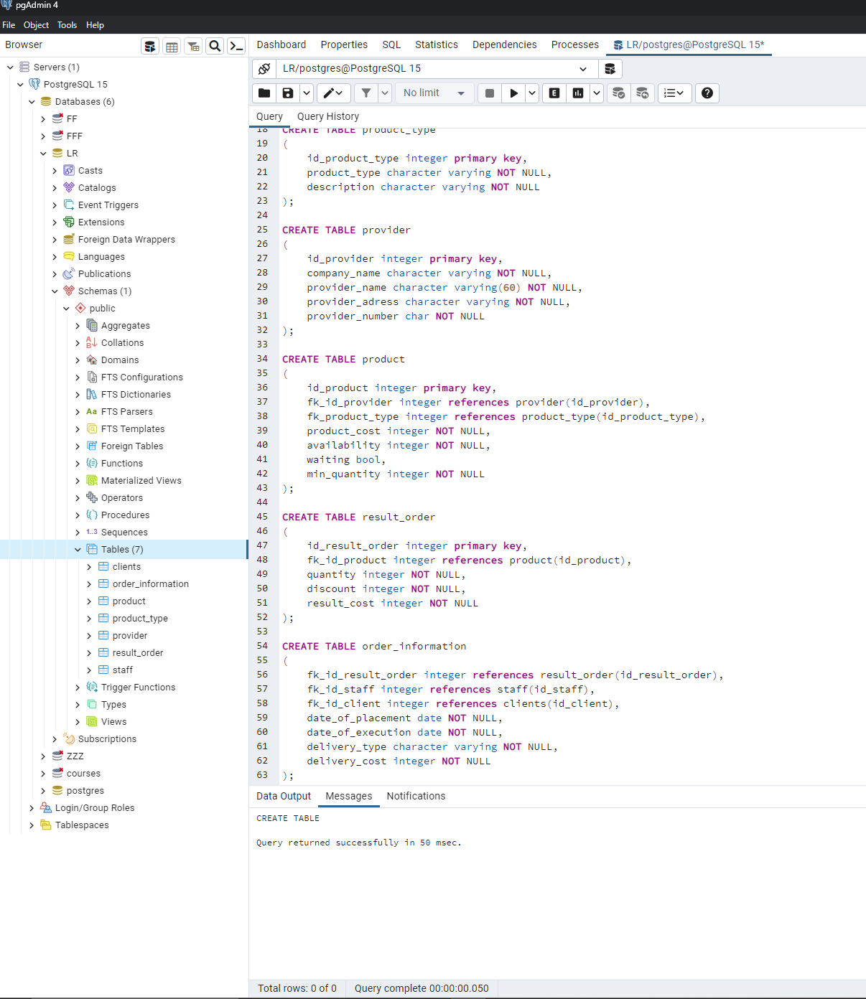 pgAdmin 4
File Object Tools Help
Browser
Dashboard Properties SQL Statistics Dependencies Processes LR/postgres@PostgreSQL 15*
LR/postgres@PostgreSQL 15
No limit
E
Query Query History
Servers (1)
PostgreSQL 15
Databases (6)
FF
FFF
LR
Casts
Catalogs
Event Triggers
Extensions
Foreign Data Wrappers
Languages
Publications
Schemas (1)
public
Aggregates
Collations
Domains
FTS Configurations
FTS Dictionaries
Aa FTS Parsers
FTS Templates
Foreign Tables
Functions
Materialized Views
Operators
Procedures
1..3 Sequences
Tables (7)
clients
order_information
product
product_type
provider
result_order
staff
Trigger Functions
Types
Views
Subscriptions
ZZZ
courses
postgres
Login/Group Roles
Tablespaces
18 CREATE TABLE product_type
19 (
20 id_product_type integer primary key,
21 product_type character varying NOT NULL,
22 description character varying NOT NULL
23 );
24
25 CREATE TABLE provider
26 (
27 id_provider integer primary key,
28 company_name character varying NOT NULL,
29 provider_name character varying(60) NOT NULL,
30 provider_adress character varying NOT NULL,
31 provider_number char NOT NULL
32 );
33
34 CREATE TABLE product
35 (
36 id_product integer primary key,
37 fk_id_provider integer references provider(id_provider),
38 fk_product_type integer references product_type(id_product_type),
39 product_cost integer NOT NULL,
40 availability integer NOT NULL,
41 waiting bool,
42 min_quantity integer NOT NULL
43 );
44
45 CREATE TABLE result_order
46 (
47 id_result_order integer primary key,
48 fk_id_product integer references product(id_product),
49 quantity integer NOT NULL,
50 discount integer NOT NULL,
51 result_cost integer NOT NULL
52 );
53
54 CREATE TABLE order_information
55 (
56 fk_id_result_order integer references result_order(id_result_order),
57 fk_id_staff integer references staff(id_staff),
58 fk_id_client integer references clients(id_client),
59 date_of_placement date NOT NULL,
60 date_of_execution date NOT NULL,
61 delivery_type character varying NOT NULL,
62 delivery_cost integer NOT NULL
63 );
Data Output Messages Notifications
CREATE TABLE
Query returned successfully in 50 msec.
Total rows: 0 of 0 Query complete 00:00:00.050